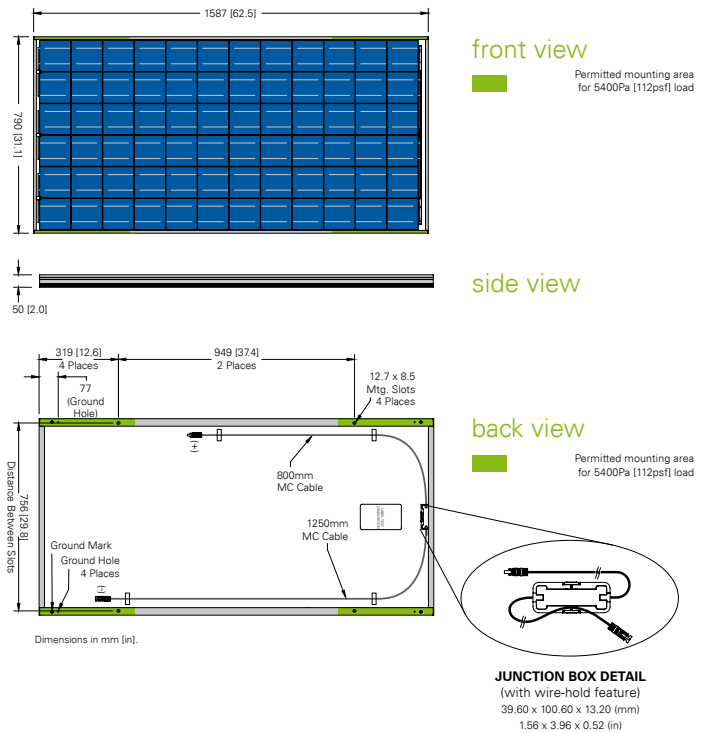 1587 [62.5]
front view
Permitted mounting area
for 5400Pa [112psf] load
790 [31.1]
side view
50 [2.0]
319 [12.6]
4 Places
949 [37.4]
2 Places
77
(Ground
Hole)
12.7 x 8.5
Mtg. Slots
4 Places
back view
Permitted mounting area
for 5400Pa [112psf] load
(+)
800mm
MC Cable
756 [29.8]
Distance Between Slots
1250mm
MC Cable
Ground Mark
Ground Hole
4 Places
(-)
Dimensions in mm [in].
JUNCTION BOX DETAIL
(with wire-hold feature)
39.60 x 100.60 x 13.20 (mm)
1.56 x 3.96 x 0.52 (in)